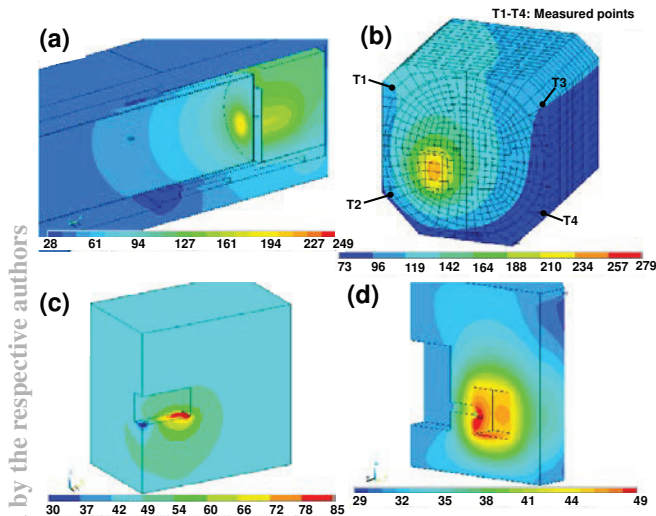 T1-T4: Measured points
(a)
(b)
T1
T3
T2
T4
28 61 94 127 161 194 227 249
73 96 119 142 164 188 210 234 257 279
by the respective authors
(c)
(d)
30 37 42 49 54 60 66 72 78 85
29 32 35 38 41 44 49